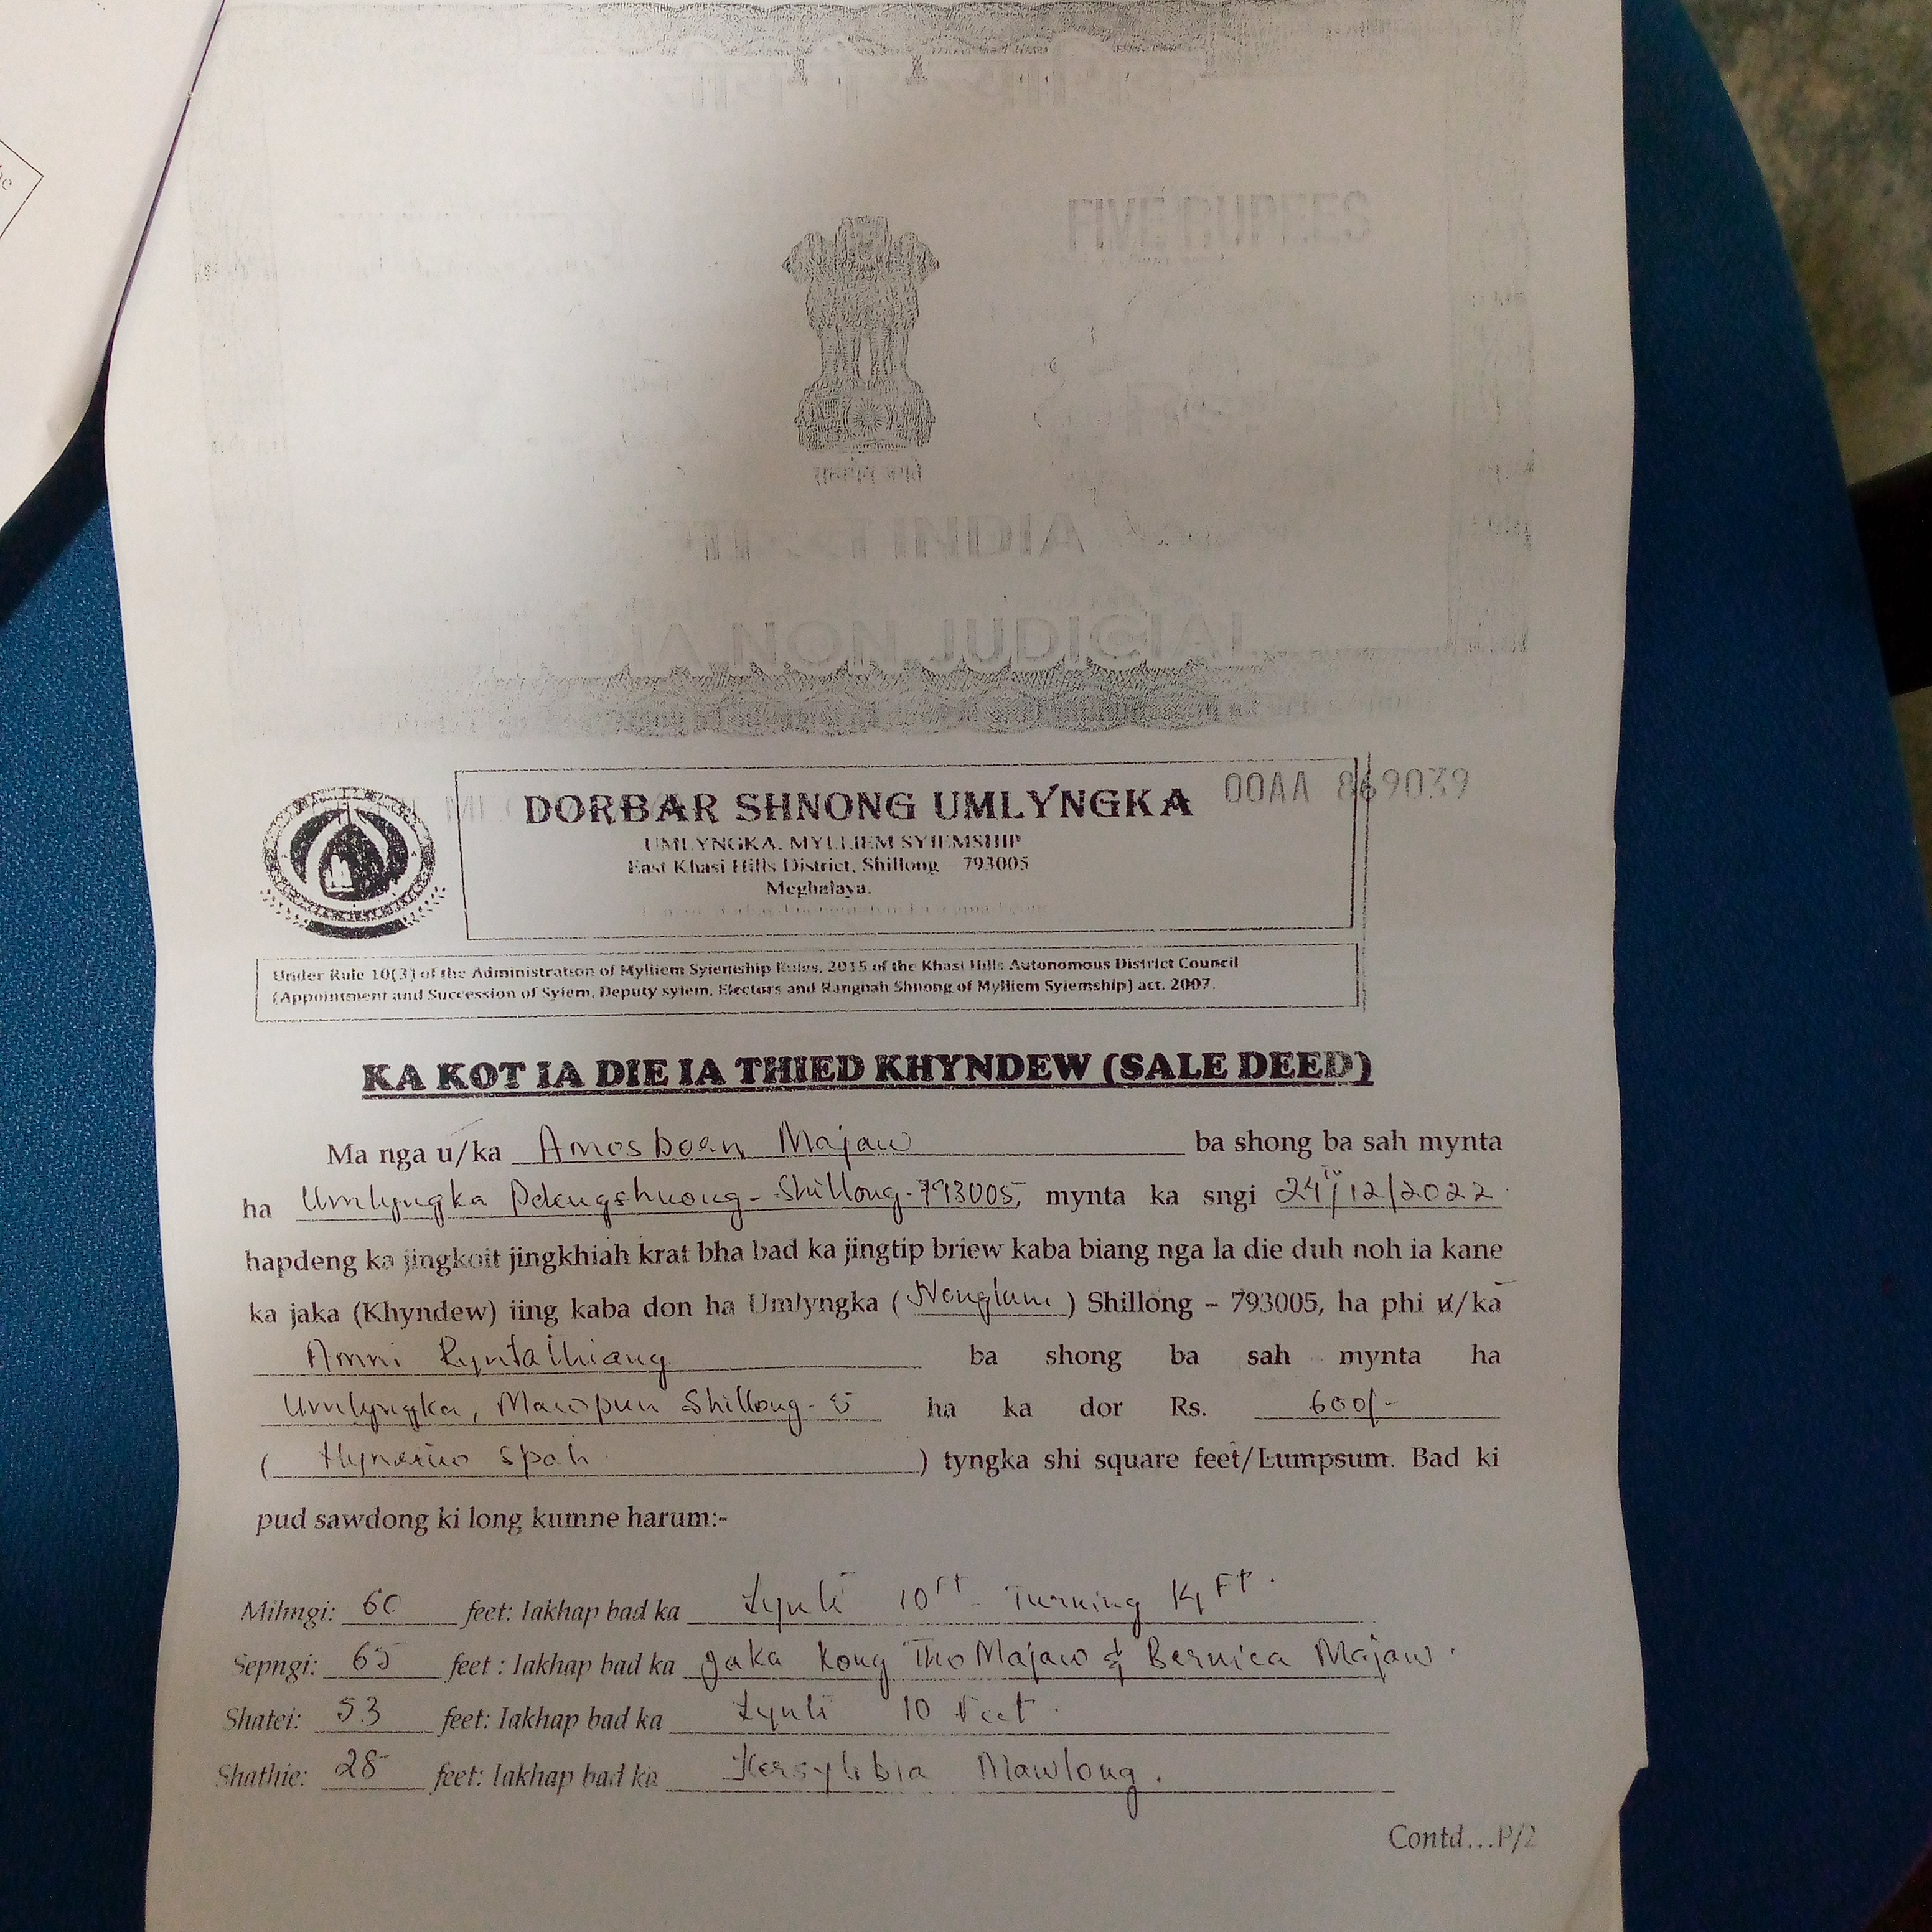 FIVE RUPEES
INDIA NON JUDICIAL
DORBAR SHNONG UMLYNGKA
00AA 869039
UMLYNGKA, MYLLIEM SYIEMSHIP
East Khasi Hills District, Shillong – 793005
Meghalaya.
Under Rule 10(3) of the Administration of Mylliem Syiemship Rules, 2015 of the Khasi Hills Autonomous District Council
(Appointment and Succession of Syiem, Deputy syiem, Electors and Rangbah Shnong of Mylliem Syiemship) act. 2007.
KA KOT IA DIE IA THIED KHYNDEW (SALE DEED)
Ma nga u/ka Amosboen Majaw ba shong ba sah mynta
ha Umlyngka Pdengshnong - Shillong - 793005, mynta ka sngi 24/12/2022
hapdeng ka jingkoit jingkhiah krat bha bad ka jingtip briew kaba biang nga la die duh noh ia kane
ka jaka (Khyndew) iing kaba don ha Umlyngka (Nonglum) Shillong – 793005, ha phi u/ka
Amni Ryntathiang ba shong ba sah mynta ha
Umlyngka, Mawpun Shillong - 5 ha ka dor Rs. 600/-
(Hynriew spah) tyngka shi square feet/Lumpsum. Bad ki
pud sawdong ki long kumne harum:-
Mihngi: 60 feet: Iakhap bad ka Lynti 10 ft Turning 14 Ft.
Sepngi: 65 feet : Iakhap bad ka Jaka Kong Tho Majaw & Bernica Majaw.
Shatei: 53 feet: Iakhap bad ka Lynti 10 Feet.
Shathie: 28 feet: Iakhap bad ka Mawlong.
Contd...P/2